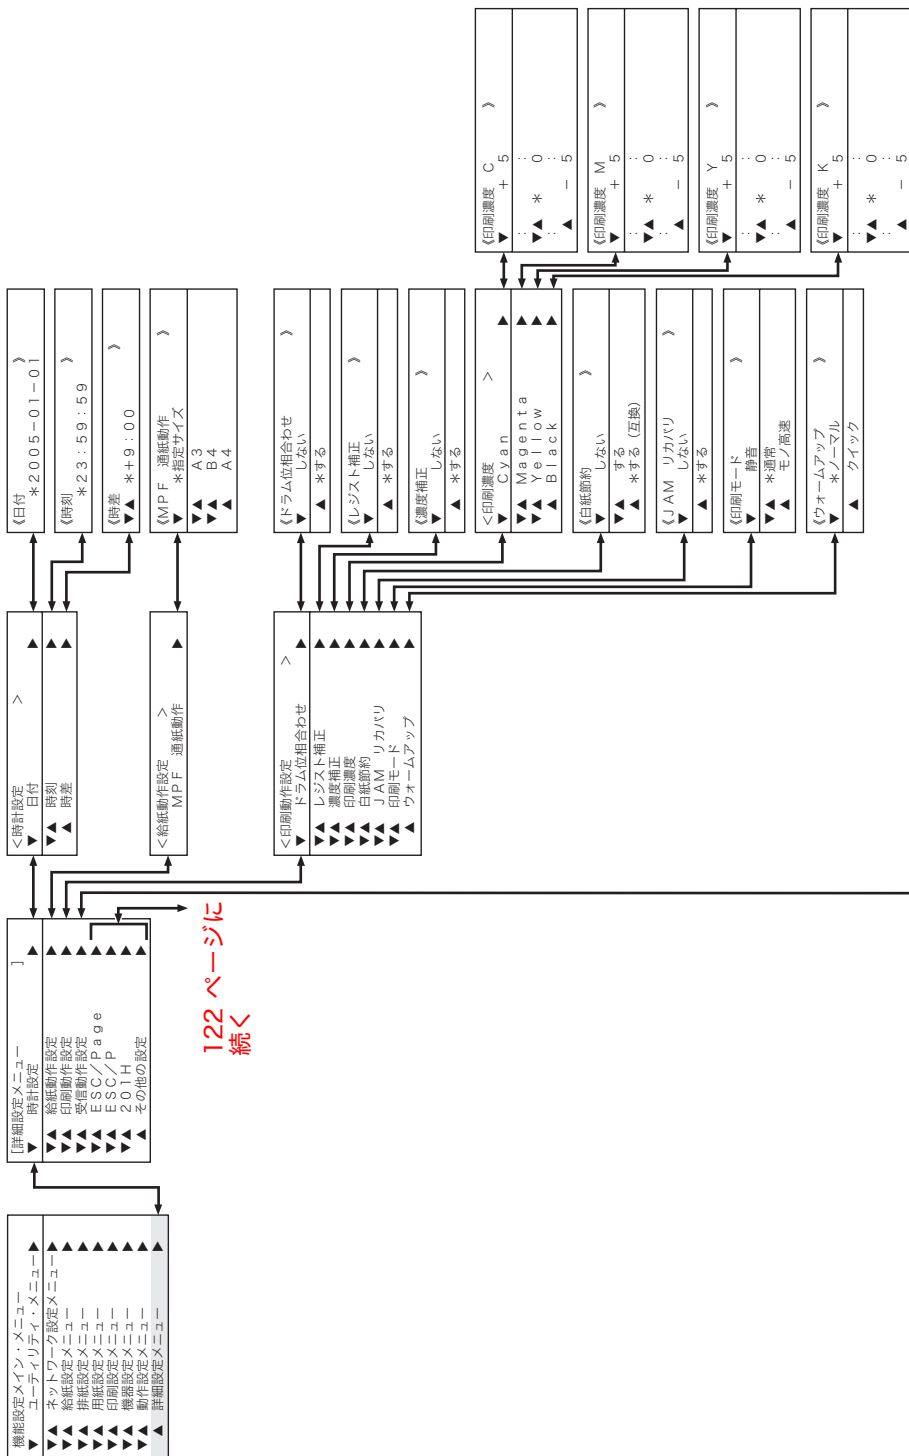 機能設定メイン・メニュー
▼ ユーティリティ・メニュー▶
▼▲ ネットワーク設定メニュー▶
▼▲ 給紙設定メニュー ▶
▼▲ 排紙設定メニュー ▶
▼▲ 用紙設定メニュー ▶
▼▲ 印刷設定メニュー ▶
▼▲ 機器設定メニュー ▶
▼▲ 動作設定メニュー ▶
▲ 詳細設定メニュー ▶
[詳細設定メニュー ]
▼ 時計設定 ▶
▼▲ 給紙動作設定 ▶
▼▲ 印刷動作設定 ▶
▼▲ 受信動作設定 ▶
▼▲ ESC/Page ▶
▼▲ ESC/P ▶
▼▲ 201H ▶
▲ その他の設定 ▶
122 ページに
続く
<時計設定 >
▼ 日付 ▶
▼▲ 時刻 ▶
▲ 時差 ▶
<給紙動作設定 >
MPF 通紙動作 ▶
<印刷動作設定 >
▼ ドラム位相合わせ ▶
▼▲ レジスト補正 ▶
▼▲ 濃度補正 ▶
▼▲ 印刷濃度 ▶
▼▲ 白紙節約 ▶
▼▲ JAM リカバリ ▶
▼▲ 印刷モード ▶
▲ ウォームアップ ▶
《日付 》
*2005-01-01
《時刻 》
*23:59:59
《時差 》
▼▲ *+9:00
《MPF 通紙動作 》
▼ *指定サイズ
▼▲ A3
▼▲ B4
▲ A4
《ドラム位相合わせ 》
▼ しない
▲ *する
《レジスト補正 》
▼ しない
▲ *する
《濃度補正 》
▼ しない
▲ *する
<印刷濃度 >
▼ Cyan ▶
▼▲ Magenta ▶
▼▲ Yellow ▶
▲ Black ▶
《白紙節約 》
▼ しない
▼▲ する
▲ *する(互換)
《JAM リカバリ 》
▼ しない
▲ *する
《印刷モード 》
▼ 静音
▼▲ *通常
▲ モノ高速
《ウォームアップ 》
▼ *ノーマル
▲ クイック
《印刷濃度 C 》
▼ +5
: :
▼▲ * 0
: :
▲ -5
《印刷濃度 M 》
▼ +5
: :
▼▲ * 0
: :
▲ -5
《印刷濃度 Y 》
▼ +5
: :
▼▲ * 0
: :
▲ -5
《印刷濃度 K 》
▼ +5
: :
▼▲ * 0
: :
▲ -5